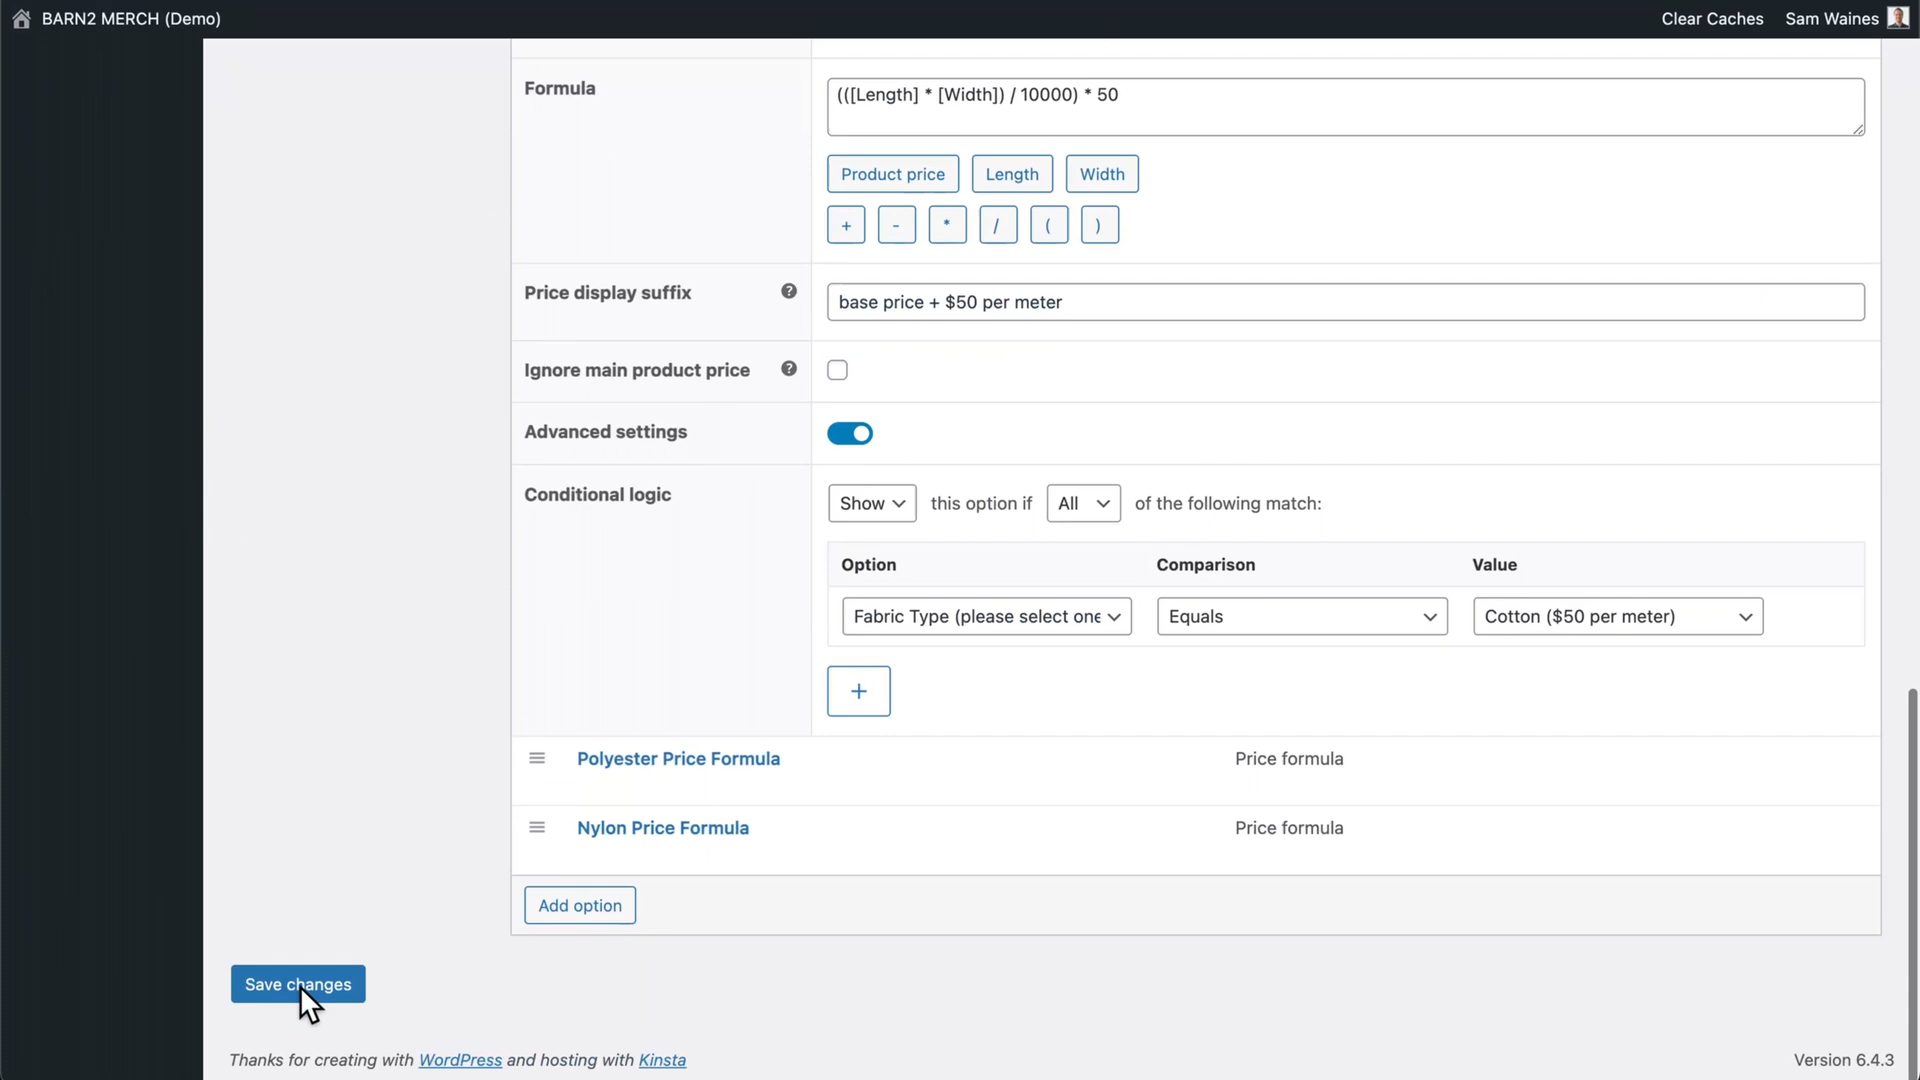 BARN2 MERCH (Demo)
Clear Caches
Sam Waines
Formula
(([Length] * [Width]) / 10000) * 50
Product price
Length
Width
+
-
*
/
(
)
Price display suffix
base price + $50 per meter
Ignore main product price
Advanced settings
Conditional logic
Show this option if All of the following match:
Option
Comparison
Value
Fabric Type (please select one
Equals
Cotton ($50 per meter)
+
Polyester Price Formula
Price formula
Nylon Price Formula
Price formula
Add option
Save changes
Thanks for creating with WordPress and hosting with Kinsta
Version 6.4.3